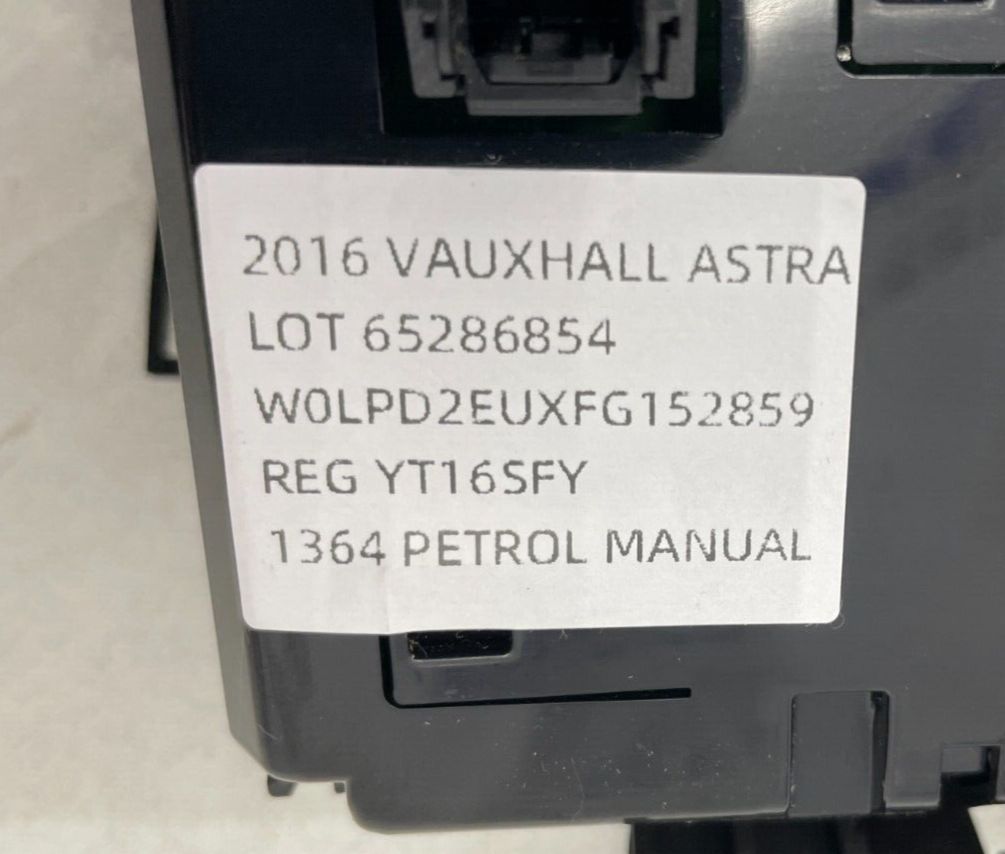 2016 VAUXHALL ASTRA
LOT 65286854
W0LPD2EUXFG152859
REG YT16SFY
1364 PETROL MANUAL